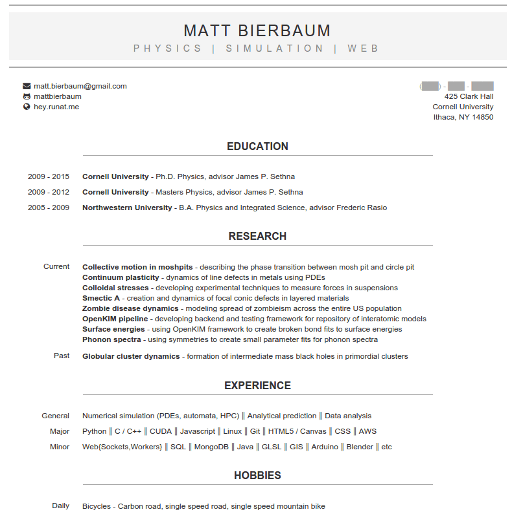 MATT BIERBAUM
PHYSICS | SIMULATION | WEB
matt.bierbaum@gmail.com
mattbierbaum
hey.runat.me
425 Clark Hall
Cornell University
Ithaca, NY 14850
EDUCATION
2009 - 2015 Cornell University - Ph.D. Physics, advisor James P. Sethna
2009 - 2012 Cornell University - Masters Physics, advisor James P. Sethna
2005 - 2009 Northwestern University - B.A. Physics and Integrated Science, advisor Frederic Rasio
RESEARCH
Current Collective motion in moshpits - describing the phase transition between mosh pit and circle pit
Continuum plasticity - dynamics of line defects in metals using PDEs
Colloidal stresses - developing experimental techniques to measure forces in suspensions
Smectic A - creation and dynamics of focal conic defects in layered materials
Zombie disease dynamics - modeling spread of zombieism across the entire US population
OpenKIM pipeline - developing backend and testing framework for repository of interatomic models
Surface energies - using OpenKIM framework to create broken bond fits to surface energies
Phonon spectra - using symmetries to create small parameter fits for phonon spectra
Past Globular cluster dynamics - formation of intermediate mass black holes in primordial clusters
EXPERIENCE
General Numerical simulation (PDEs, automata, HPC) || Analytical prediction || Data analysis
Major Python || C / C++ || CUDA || Javascript || Linux || Git || HTML5 / Canvas || CSS || AWS
Minor Web{Sockets,Workers} || SQL || MongoDB || Java || GLSL || GIS || Arduino || Blender || etc
HOBBIES
Daily Bicycles - Carbon road, single speed road, single speed mountain bike